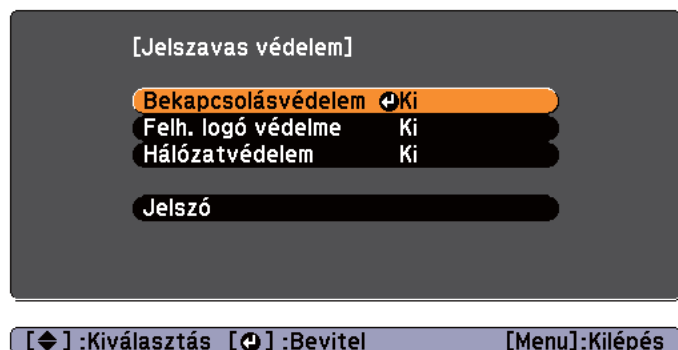 [Jelszavas védelem]
Bekapcsolásvédelem Ki
Felh. logó védelme Ki
Hálózatvédelem Ki
Jelszó
[ ] :Kiválasztás [ ] :Bevitel [Menu]:Kilépés